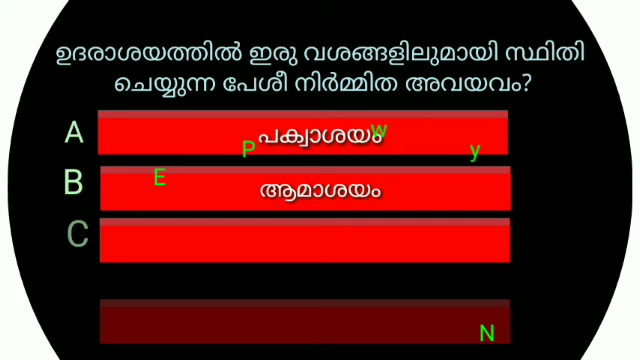 ഉദരാശയത്തിൽ ഇരു വശങ്ങളിലുമായി സ്ഥിതി
ചെയ്യുന്ന പേശീ നിർമ്മിത അവയവം?
A പക്വാശയം w
P y
B ആമാശയം E
C
N